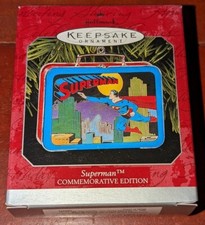 Hallmark
KEEPSAKE
ORNAMENT
SUPERMAN
Superman™
COMMEMORATIVE EDITION